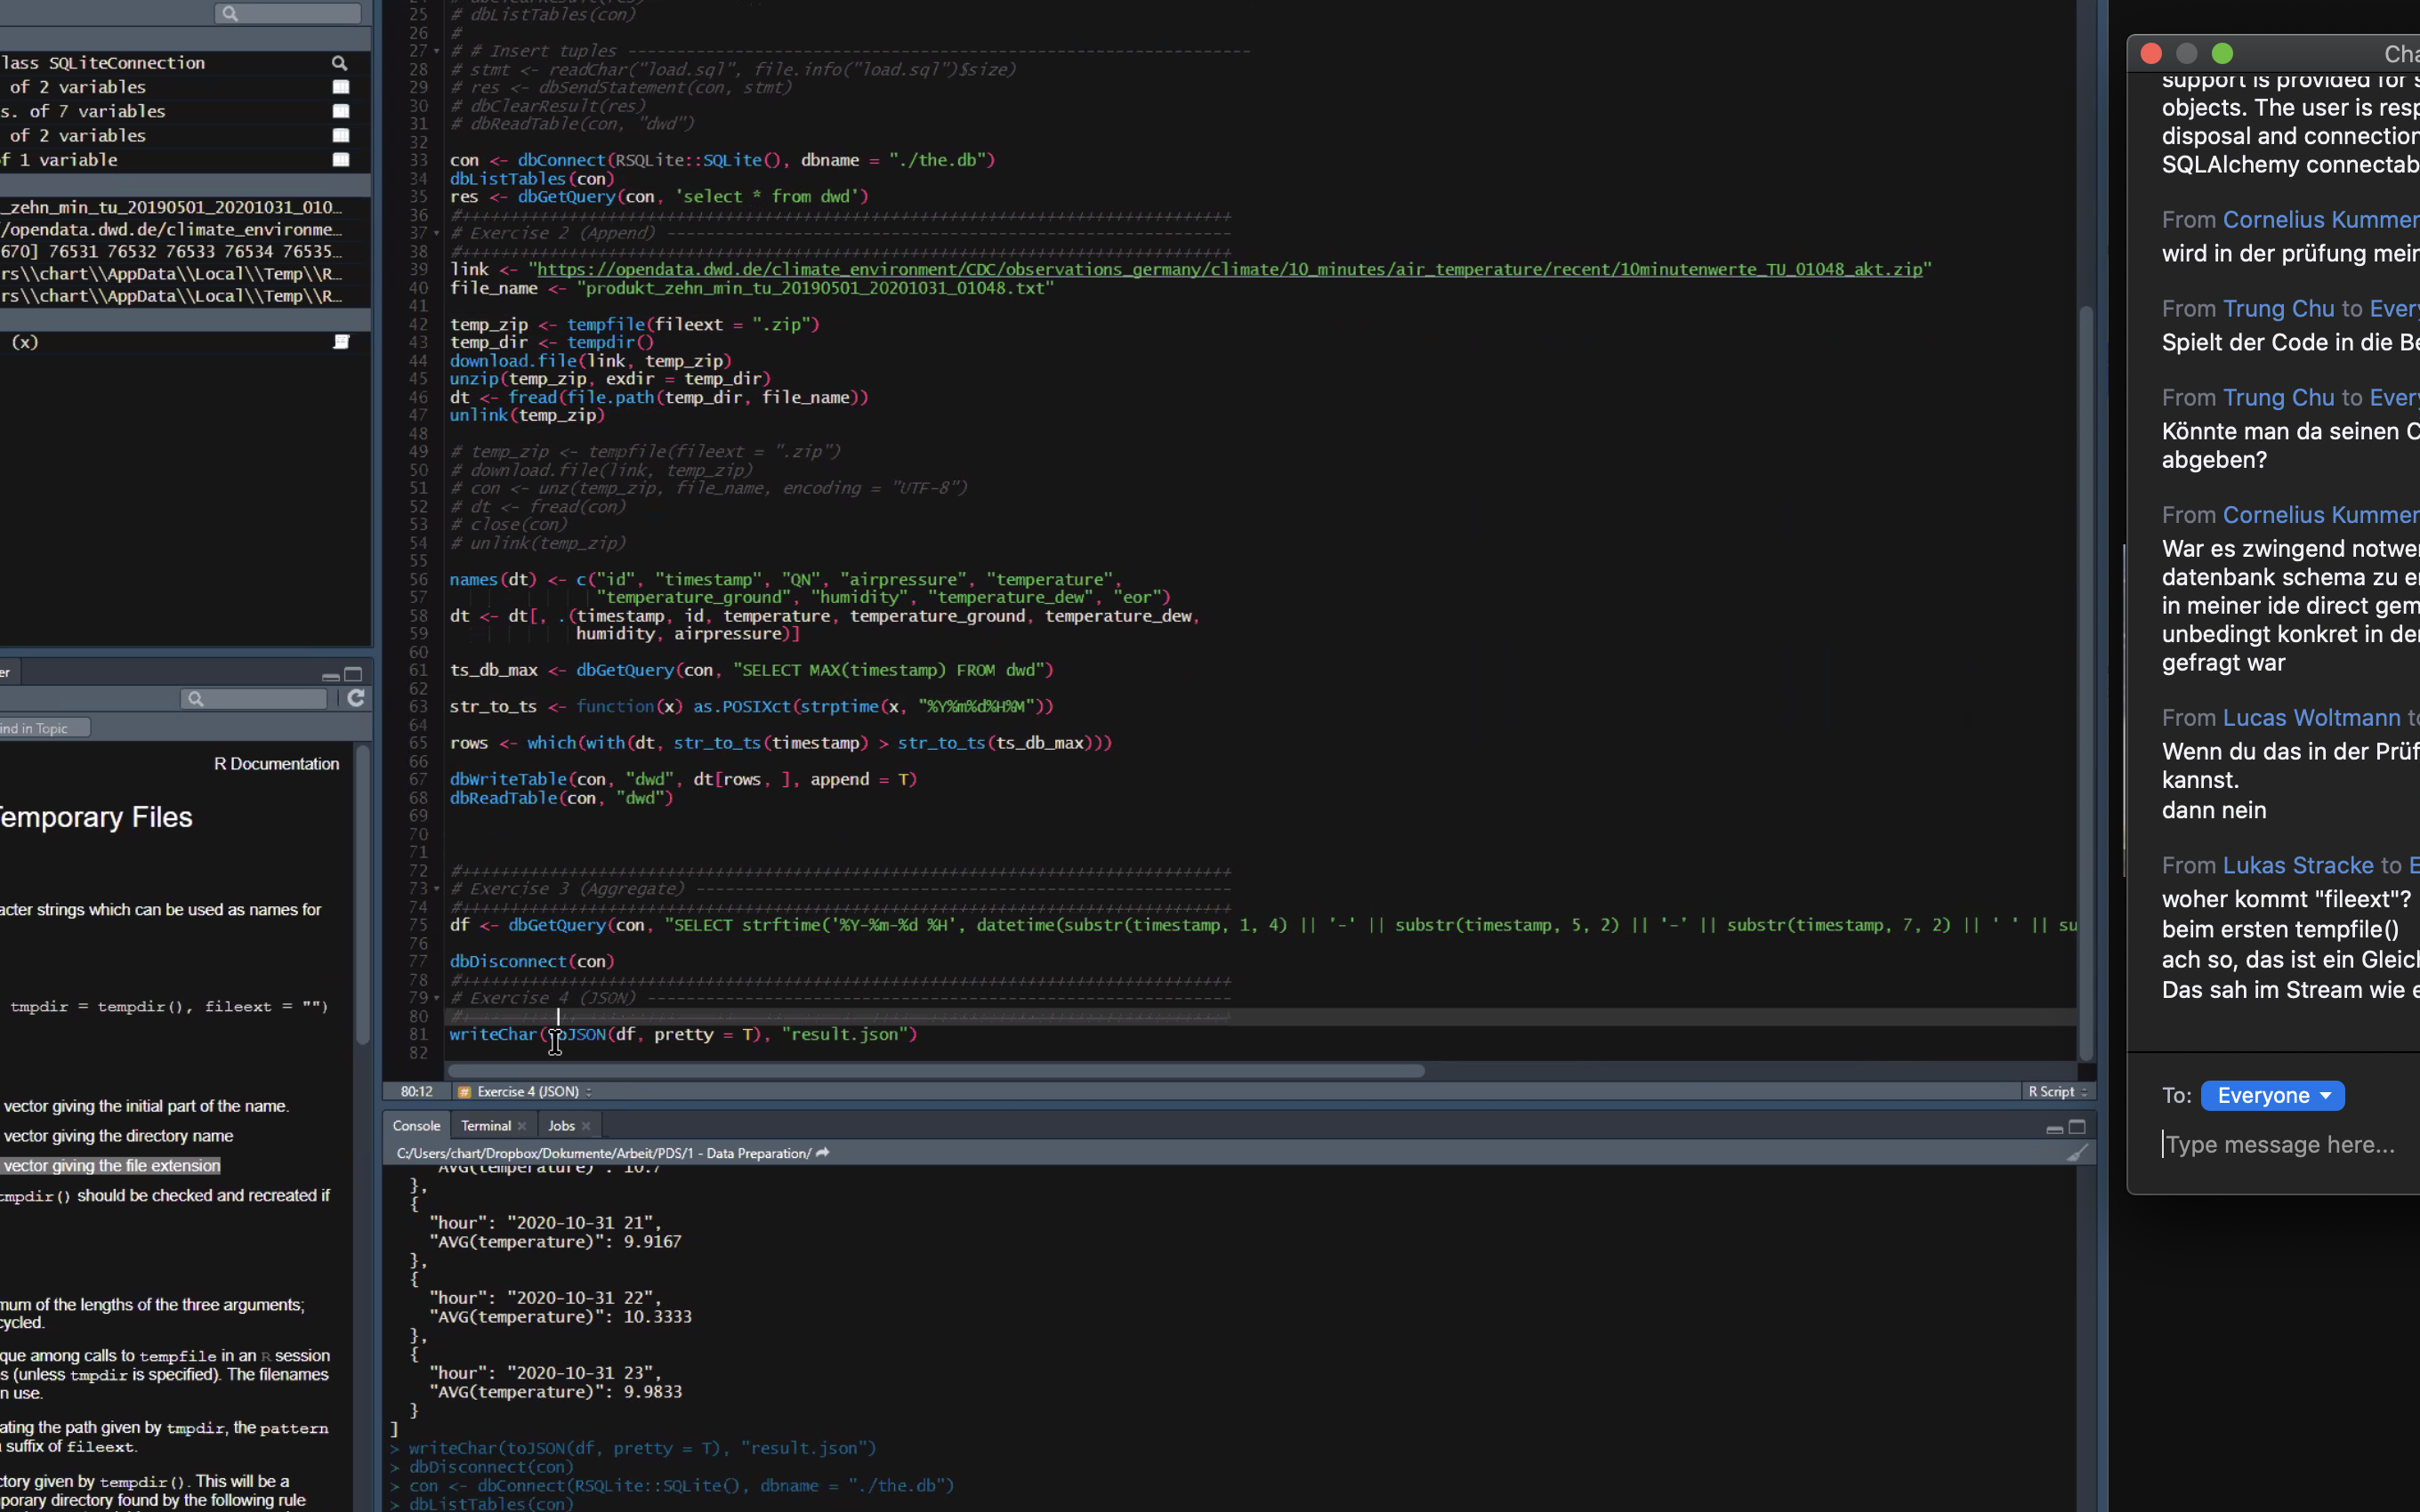 lass SQLiteConnection
of 2 variables
s. of 7 variables
of 2 variables
f 1 variable
_zehn_min_tu_20190501_20201031_010…
/opendata.dwd.de/climate_environme…
670] 76531 76532 76533 76534 76535…
rs\\chart\\AppData\\Local\\Temp\\R…
rs\\chart\\AppData\\Local\\Temp\\R…
(x)
er
ind in Topic
R Documentation
emporary Files
acter strings which can be used as names for
tmpdir = tempdir(), fileext = "")
vector giving the initial part of the name.
vector giving the directory name
vector giving the file extension
tmpdir() should be checked and recreated if
num of the lengths of the three arguments;
cycled.
que among calls to tempfile in an R session
s (unless tmpdir is specified). The filenames
n use.
ating the path given by tmpdir, the pattern
suffix of fileext.
ctory given by tempdir(). This will be a
porary directory found by the following rule
25 # dbListTables(con)
26 #
27 # # Insert tuples ----------------------------------------------------------------
28 # stmt <- readChar("load.sql", file.info("load.sql")$size)
29 # res <- dbSendStatement(con, stmt)
30 # dbClearResult(res)
31 # dbReadTable(con, "dwd")
32
33 con <- dbConnect(RSQLite::SQLite(), dbname = "./the.db")
34 dbListTables(con)
35 res <- dbGetQuery(con, 'select * from dwd')
36 #+++++++++++++++++++++++++++++++++++++++++++++++++++++++++++++++++++++++++++++++
37 # Exercise 2 (Append) ----------------------------------------------------------
38 #+++++++++++++++++++++++++++++++++++++++++++++++++++++++++++++++++++++++++++++++
39 link <- "https://opendata.dwd.de/climate_environment/CDC/observations_germany/climate/10_minutes/air_temperature/recent/10minutenwerte_TU_01048_akt.zip"
40 file_name <- "produkt_zehn_min_tu_20190501_20201031_01048.txt"
41
42 temp_zip <- tempfile(fileext = ".zip")
43 temp_dir <- tempdir()
44 download.file(link, temp_zip)
45 unzip(temp_zip, exdir = temp_dir)
46 dt <- fread(file.path(temp_dir, file_name))
47 unlink(temp_zip)
48
49 # temp_zip <- tempfile(fileext = ".zip")
50 # download.file(link, temp_zip)
51 # con <- unz(temp_zip, file_name, encoding = "UTF-8")
52 # dt <- fread(con)
53 # close(con)
54 # unlink(temp_zip)
55
56 names(dt) <- c("id", "timestamp", "QN", "airpressure", "temperature",
57 "temperature_ground", "humidity", "temperature_dew", "eor")
58 dt <- dt[, .(timestamp, id, temperature, temperature_ground, temperature_dew,
59 humidity, airpressure)]
60
61 ts_db_max <- dbGetQuery(con, "SELECT MAX(timestamp) FROM dwd")
62
63 str_to_ts <- function(x) as.POSIXct(strptime(x, "%Y%m%d%H%M"))
64
65 rows <- which(with(dt, str_to_ts(timestamp) > str_to_ts(ts_db_max)))
66
67 dbWriteTable(con, "dwd", dt[rows, ], append = T)
68 dbReadTable(con, "dwd")
69
70
71
72 #+++++++++++++++++++++++++++++++++++++++++++++++++++++++++++++++++++++++++++++++
73 # Exercise 3 (Aggregate) -------------------------------------------------------
74 #+++++++++++++++++++++++++++++++++++++++++++++++++++++++++++++++++++++++++++++++
75 df <- dbGetQuery(con, "SELECT strftime('%Y-%m-%d %H', datetime(substr(timestamp, 1, 4) || '-' || substr(timestamp, 5, 2) || '-' || substr(timestamp, 7, 2) || ' ' || su
76
77 dbDisconnect(con)
78 #+++++++++++++++++++++++++++++++++++++++++++++++++++++++++++++++++++++++++++++++
79 # Exercise 4 (JSON) ------------------------------------------------------------
80 #+++++++++++++++++++++++++++++++++++++++++++++++++++++++++++++++++++++++++++++++
81 writeChar(toJSON(df, pretty = T), "result.json")
82
80:12 # Exercise 4 (JSON) R Script
Console Terminal Jobs
C:/Users/chart/Dropbox/Dokumente/Arbeit/PDS/1 - Data Preparation/
"AVG(temperature)": 10.7
},
{
"hour": "2020-10-31 21",
"AVG(temperature)": 9.9167
},
{
"hour": "2020-10-31 22",
"AVG(temperature)": 10.3333
},
{
"hour": "2020-10-31 23",
"AVG(temperature)": 9.9833
}
]
> writeChar(toJSON(df, pretty = T), "result.json")
> dbDisconnect(con)
> con <- dbConnect(RSQLite::SQLite(), dbname = "./the.db")
> dbListTables(con)
Cha
support is provided for s
objects. The user is resp
disposal and connection
SQLAlchemy connectab
From Cornelius Kummer
wird in der prüfung mein
From Trung Chu to Every
Spielt der Code in die Be
From Trung Chu to Every
Könnte man da seinen C
abgeben?
From Cornelius Kummer
War es zwingend notwen
datenbank schema zu er
in meiner ide direct gem
unbedingt konkret in der
gefragt war
From Lucas Woltmann to
Wenn du das in der Prüf
kannst.
dann nein
From Lukas Stracke to E
woher kommt "fileext"?
beim ersten tempfile()
ach so, das ist ein Gleich
Das sah im Stream wie e
To: Everyone
Type message here...